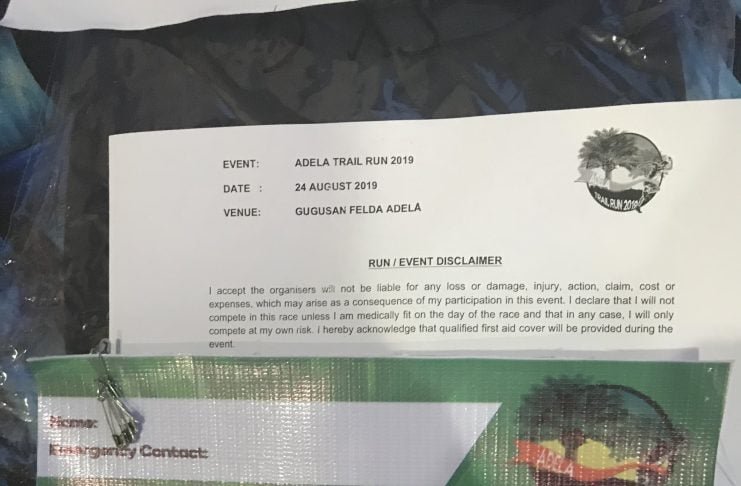 EVENT: ADELA TRAIL RUN 2019
DATE : 24 AUGUST 2019
VENUE: GUGUSAN FELDA ADELA
TRAIL RUN 2019
RUN / EVENT DISCLAIMER
I accept the organisers will not be liable for any loss or damage, injury, action, claim, cost or
expenses, which may arise as a consequence of my participation in this event. I declare that I will not
compete in this race unless I am medically fit on the day of the race and that in any case, I will only
compete at my own risk. I hereby acknowledge that qualified first aid cover will be provided during the
event.
Name:
Emergency Contact:
ADELA